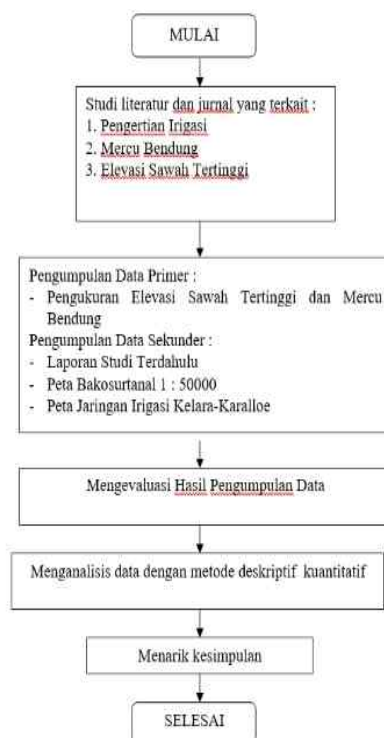 MULAI
Studi literatur dan jurnal yang terkait :
1. Pengertian Irigasi
2. Mercu Bendung
3. Elevasi Sawah Tertinggi
Pengumpulan Data Primer :
- Pengukuran Elevasi Sawah Tertinggi dan Mercu
Bendung
Pengumpulan Data Sekunder :
- Laporan Studi Terdahulu
- Peta Bakosurtanal 1 : 50000
- Peta Jaringan Irigasi Kelara-Karalloe
Mengevaluasi Hasil Pengumpulan Data
Menganalisis data dengan metode deskriptif kuantitatif
Menarik kesimpulan
SELESAI